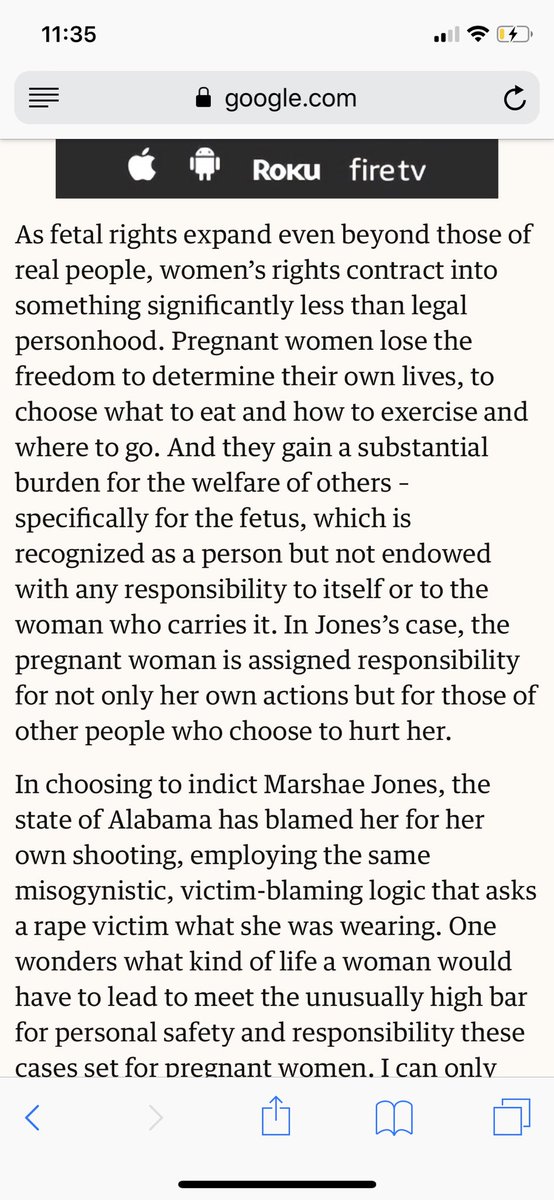 11:35
google.com
ROKU fire tv
As fetal rights expand even beyond those of
real people, women’s rights contract into
something significantly less than legal
personhood. Pregnant women lose the
freedom to determine their own lives, to
choose what to eat and how to exercise and
where to go. And they gain a substantial
burden for the welfare of others –
specifically for the fetus, which is
recognized as a person but not endowed
with any responsibility to itself or to the
woman who carries it. In Jones’s case, the
pregnant woman is assigned responsibility
for not only her own actions but for those of
other people who choose to hurt her.
In choosing to indict Marshae Jones, the
state of Alabama has blamed her for her
own shooting, employing the same
misogynistic, victim-blaming logic that asks
a rape victim what she was wearing. One
wonders what kind of life a woman would
have to lead to meet the unusually high bar
for personal safety and responsibility these
cases set for pregnant women. I can only